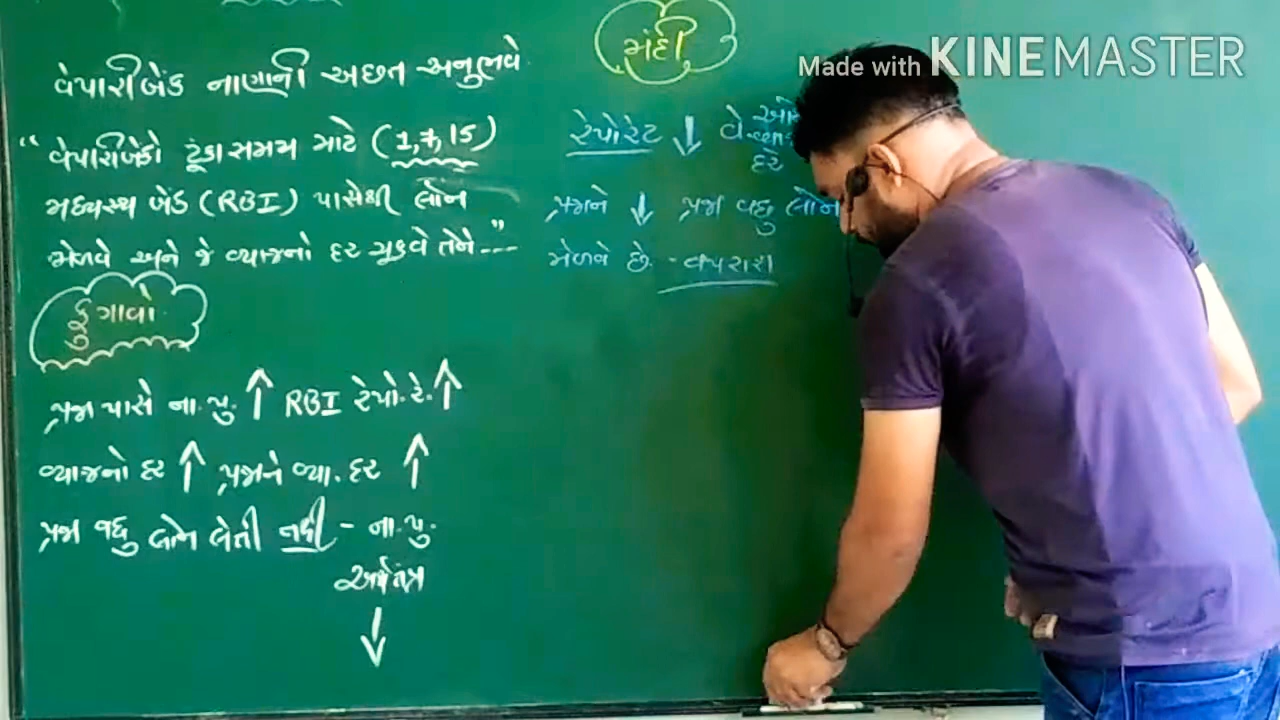 Made with KINEMASTER
વેપારીબેંક નાણાની અછત અનુભવે
"વેપારીબેંકો ટૂંકાસમય માટે (1,7,15)
મધ્યસ્થ બેંક (RBI) પાસેથી લોન
મેળવે અને જે વ્યાજનો દર ચૂકવે તેને---"
ફુગાવો
પ્રજા પાસે ના.પુ. ↑ RBI રેપો.રે. ↑
વ્યાજનો દર ↑ પ્રજાને વ્યા. દર ↑
પ્રજા વધુ લોન લેતી નહી - ના.પુ.
અર્થતંત્ર
↓
મંદી
રેપોરેટ ↓ વે
દરે
પ્રજાને ↓ પ્રજા વધુ લોન
મેળવે છે - વપરાશ